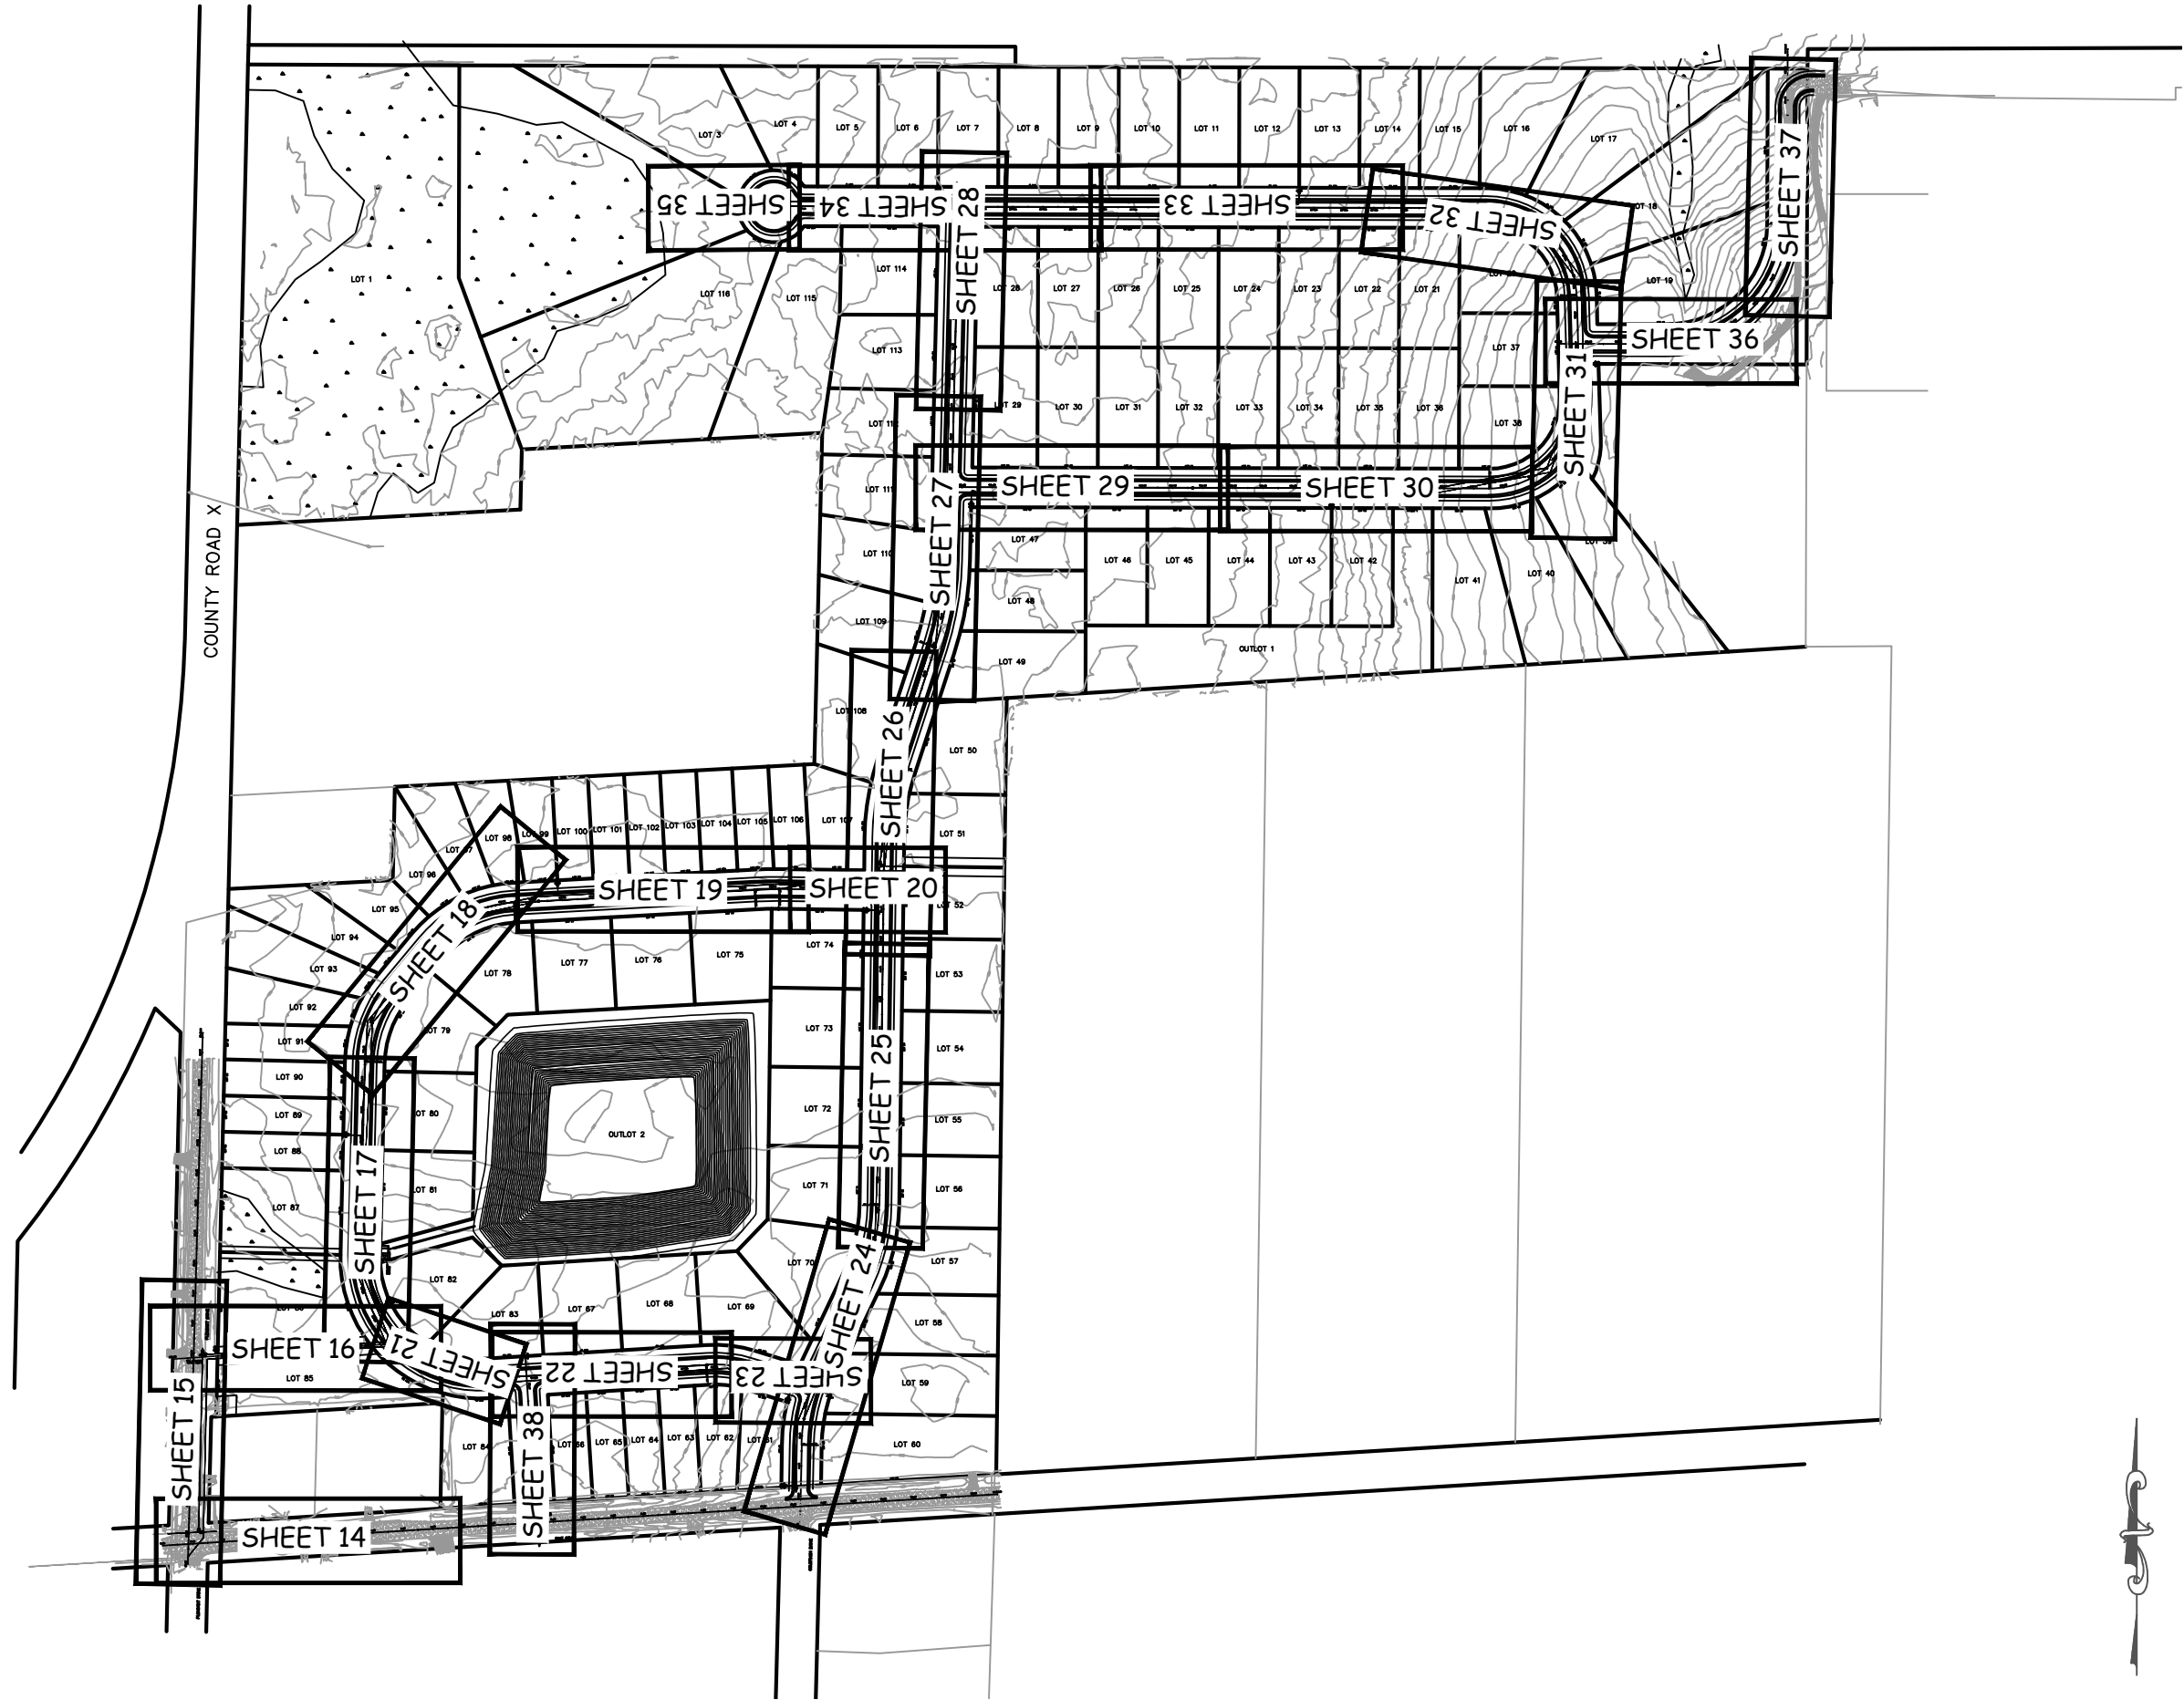 LOT 3
LOT 4
LOT 5
LOT 6
LOT 7
LOT 8
LOT 9
LOT 10
LOT 11
LOT 12
LOT 13
LOT 14
LOT 15
LOT 16
LOT 17
SHEET 37
SHEET 35
SHEET 34
SHEET 28
SHEET 33
SHEET 32
LOT 18
LOT 1
LOT 116
LOT 115
LOT 114
LOT 28
LOT 27
LOT 26
LOT 25
LOT 24
LOT 23
LOT 22
LOT 21
LOT 19
LOT 113
LOT 37
SHEET 36
SHEET 31
LOT 29
LOT 30
LOT 31
LOT 32
LOT 33
LOT 34
LOT 35
LOT 36
LOT 38
LOT 111
SHEET 27
SHEET 29
SHEET 30
COUNTY ROAD X
LOT 110
LOT 47
LOT 46
LOT 45
LOT 44
LOT 43
LOT 42
LOT 41
LOT 40
LOT 39
LOT 48
LOT 109
LOT 49
OUTLOT 1
LOT 108
SHEET 26
LOT 50
LOT 98
LOT 99
LOT 100
LOT 101
LOT 102
LOT 103
LOT 104
LOT 105
LOT 106
LOT 107
LOT 51
LOT 97
LOT 96
LOT 95
SHEET 18
SHEET 19
SHEET 20
LOT 52
LOT 94
LOT 93
LOT 92
LOT 78
LOT 77
LOT 76
LOT 75
LOT 74
LOT 53
LOT 91
LOT 79
LOT 73
SHEET 25
LOT 54
LOT 90
LOT 89
LOT 80
LOT 72
LOT 55
OUTLOT 2
LOT 88
LOT 81
LOT 71
LOT 56
LOT 87
SHEET 17
LOT 82
LOT 70
SHEET 24
LOT 57
LOT 83
LOT 67
LOT 68
LOT 69
LOT 58
SHEET 16
SHEET 21
SHEET 22
SHEET 23
LOT 85
LOT 59
SHEET 15
LOT 84
SHEET 38
LOT 66
LOT 65
LOT 64
LOT 63
LOT 62
LOT 61
LOT 60
SHEET 14